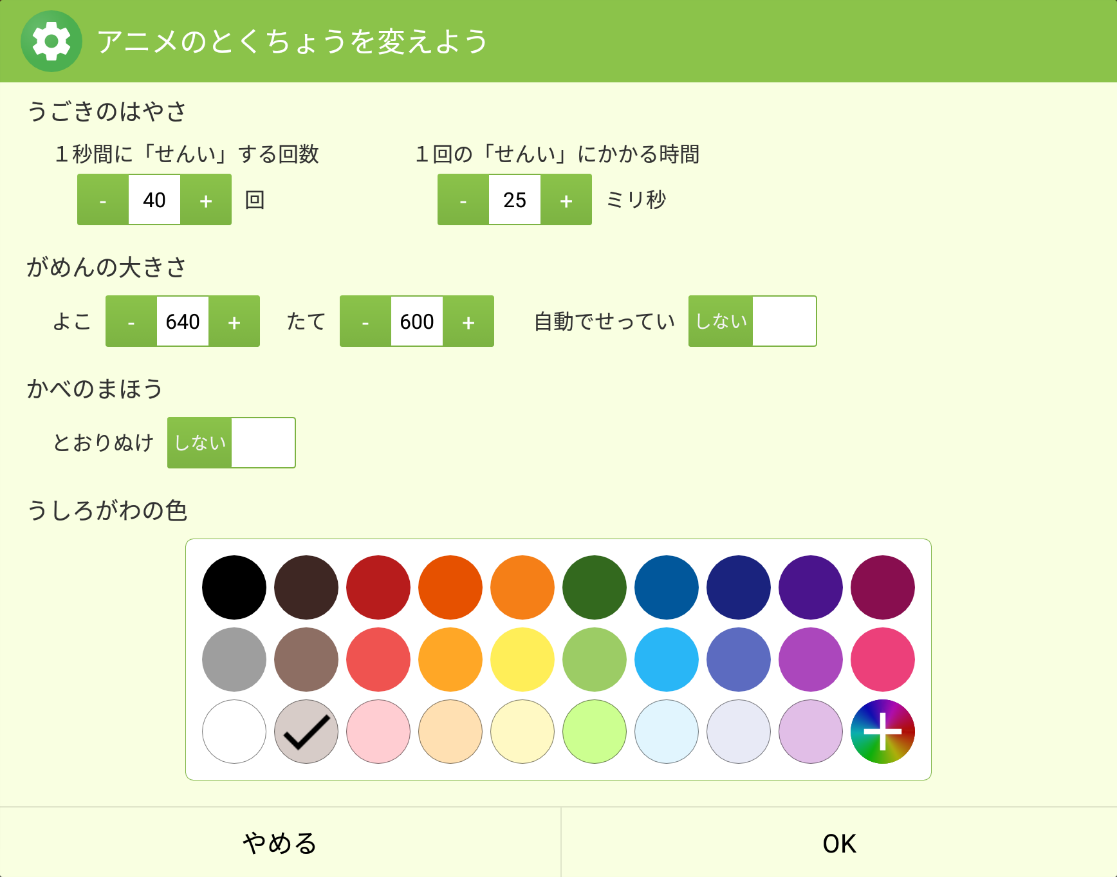 アニメのとくちょうを変えよう
うごきのはやさ
１秒間に「せんい」する回数 １回の「せんい」にかかる時間
- 40 + 回 - 25 + ミリ秒
がめんの大きさ
よこ - 640 + たて - 600 + 自動でせってい しない
かべのまほう
とおりぬけ しない
うしろがわの色
やめる OK